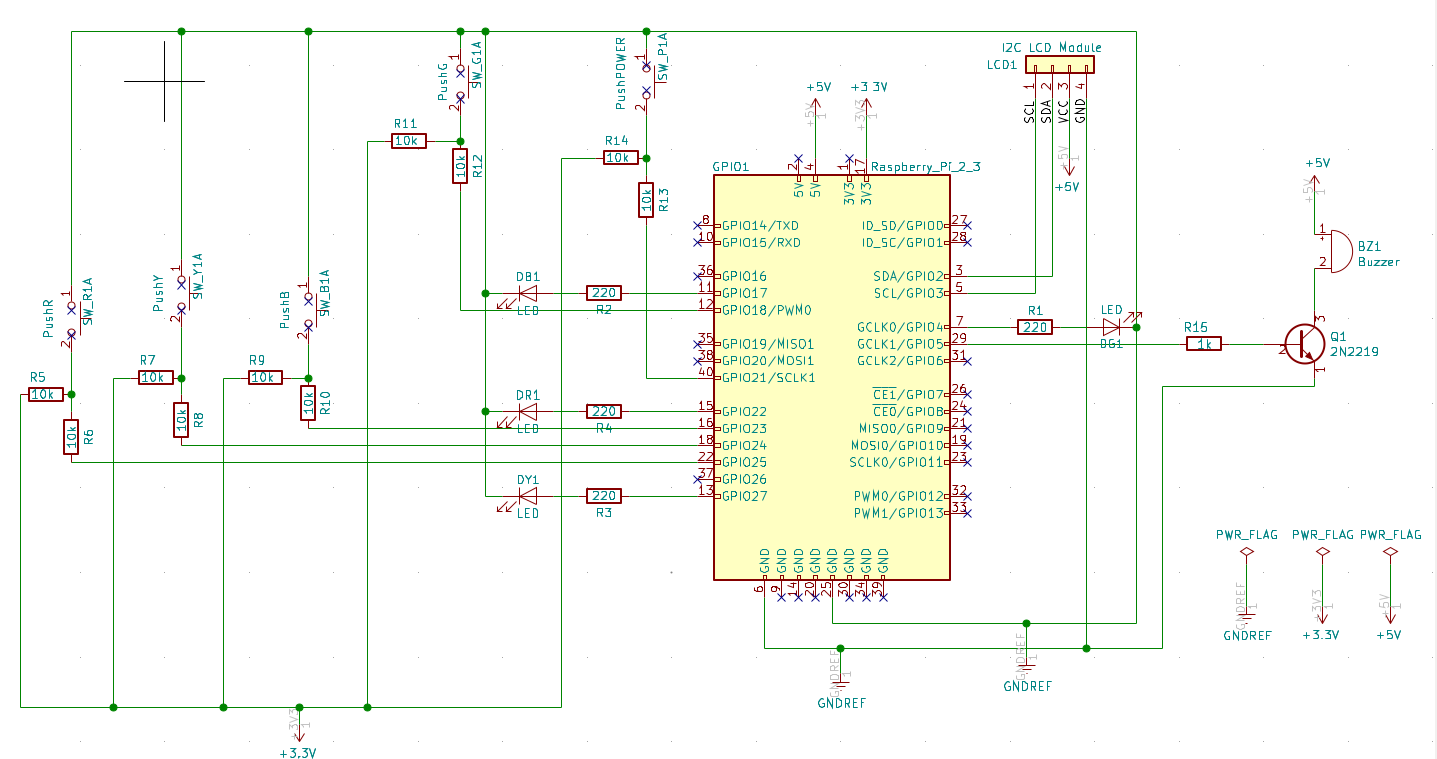 I2C LCD Module
LCD1
1 2 3 4
SCL SDA VCC GND
+5V
1
+5V
PushG
SW_G1A
1
2
PushPOWER
SW_P1A
1
2
R11
10k
R12
10k
R14
10k
R13
10k
+5V
+5V
1
+3.3V
+3V3
1
GPIO1
Raspberry_Pi_2_3
2 4 1 17
5V 5V 3V3 3V3
8 GPIO14/TXD
10 GPIO15/RXD
36 GPIO16
11 GPIO17
12 GPIO18/PWM0
35 GPIO19/MISO1
38 GPIO20/MOSI1
40 GPIO21/SCLK1
15 GPIO22
16 GPIO23
18 GPIO24
22 GPIO25
37 GPIO26
13 GPIO27
ID_SD/GPIO0 27
ID_SC/GPIO1 28
SDA/GPIO2 3
SCL/GPIO3 5
GCLK0/GPIO4 7
GCLK1/GPIO5 29
GCLK2/GPIO6 31
CE1/GPIO7 26
CE0/GPIO8 24
MISO0/GPIO9 21
MOSI0/GPIO10 19
SCLK0/GPIO11 23
PWM0/GPIO12 32
PWM1/GPIO13 33
GND GND GND GND GND GND GND GND
6 9 14 20 25 30 34 39
PushR
SW_R1A
1
2
PushY
SW_Y1A
1
2
PushB
SW_B1A
1
2
R5
10k
R6
10k
R7
10k
R8
10k
R9
10k
R10
10k
DB1
LED
220
R2
DR1
LED
220
R4
DY1
LED
220
R3
R1
220
LED
DG1
R15
1k
+5V
+5V
1
1
+
2
BZ1
Buzzer
3
2
1
Q1
2N2219
PWR_FLAG PWR_FLAG PWR_FLAG
GNDREF 1
+3V3 1
+5V 1
GNDREF +3.3V +5V
GNDREF 1
GNDREF
GNDREF 1
GNDREF
+3V3 1
+3.3V